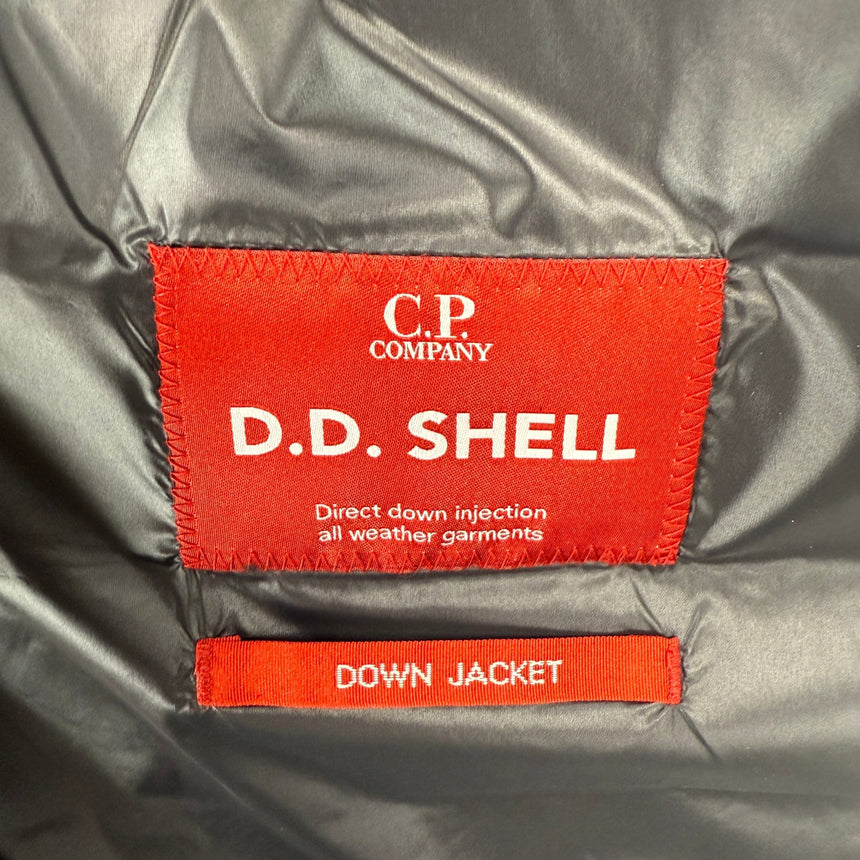 C.P.
COMPANY
D.D. SHELL
Direct down injection
all weather garments
DOWN JACKET